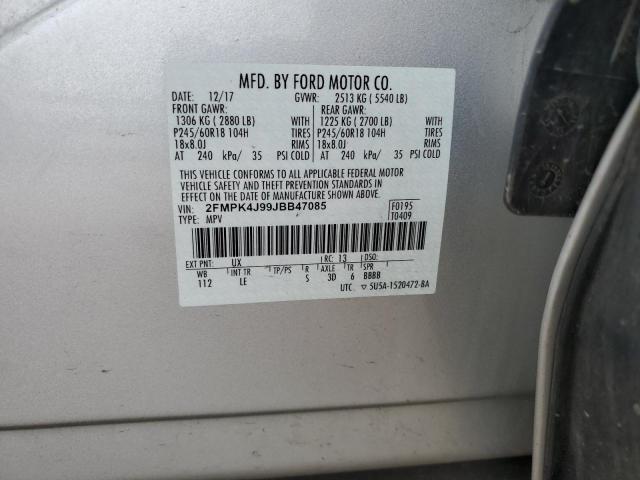 MFD. BY FORD MOTOR CO.
DATE: 12/17 GVWR: 2513 KG ( 5540 LB)
FRONT GAWR: REAR GAWR:
1306 KG ( 2880 LB) WITH 1225 KG ( 2700 LB) WITH
P245/60R18 104H TIRES P245/60R18 104H TIRES
18x8.0J RIMS 18x8.0J RIMS
AT 240 kPa/ 35 PSI COLD AT 240 kPa/ 35 PSI COLD
THIS VEHICLE CONFORMS TO ALL APPLICABLE FEDERAL MOTOR
VEHICLE SAFETY AND THEFT PREVENTION STANDARDS IN
EFFECT ON THE DATE OF MANUFACTURE SHOWN ABOVE.
VIN: 2FMPK4J99JBB47085 F0195
TYPE: MPV T0409
EXT PNT: UX RC: 13 DSO:
WB INT TR TP/PS R AXLE TR SPR
112 LE S 3D 6 BBBB
UTC ▽ 5U5A-1520472-BA